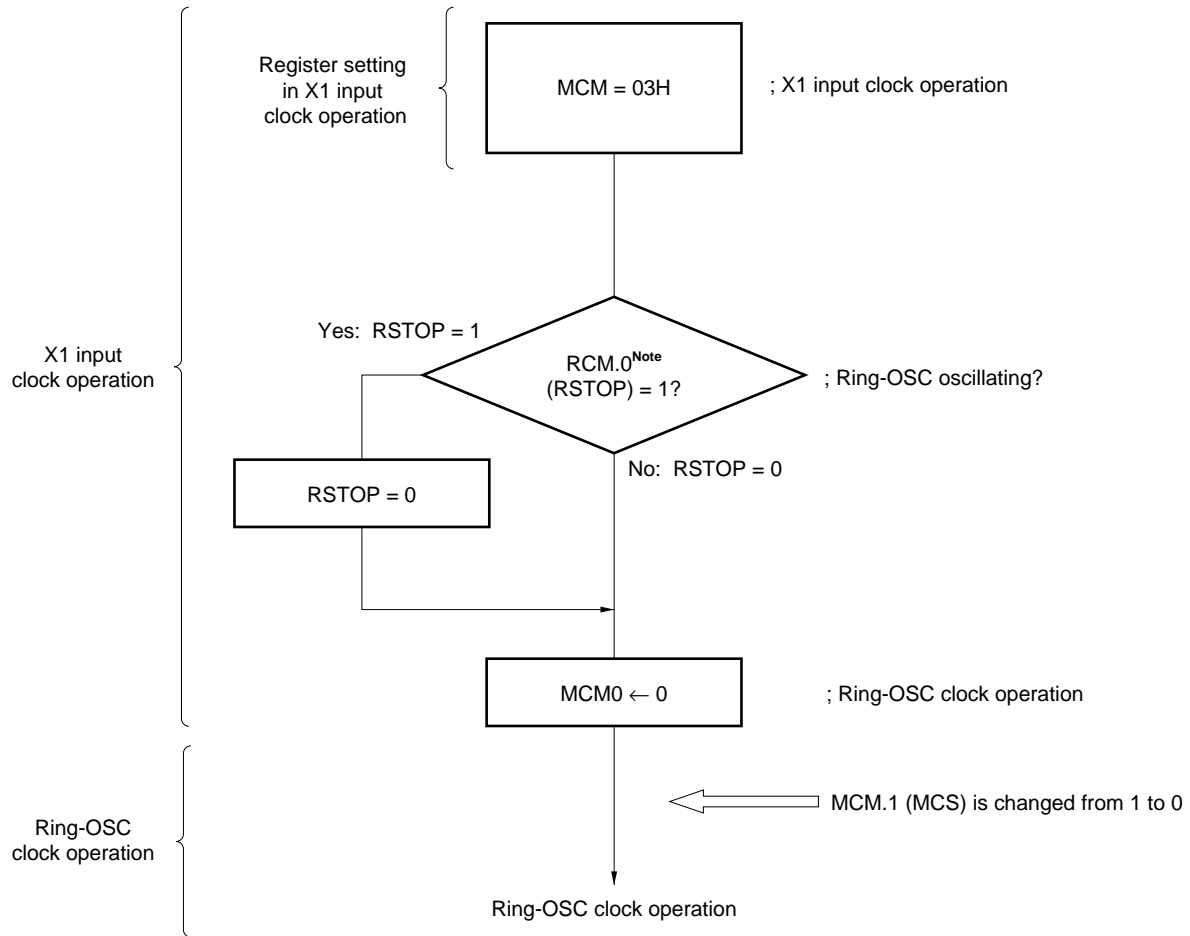 Register setting
in X1 input
clock operation
MCM = 03H
; X1 input clock operation
X1 input
clock operation
Yes: RSTOP = 1
RCM.0Note
(RSTOP) = 1?
; Ring-OSC oscillating?
No: RSTOP = 0
RSTOP = 0
MCM0 ← 0
; Ring-OSC clock operation
Ring-OSC
clock operation
MCM.1 (MCS) is changed from 1 to 0
Ring-OSC clock operation